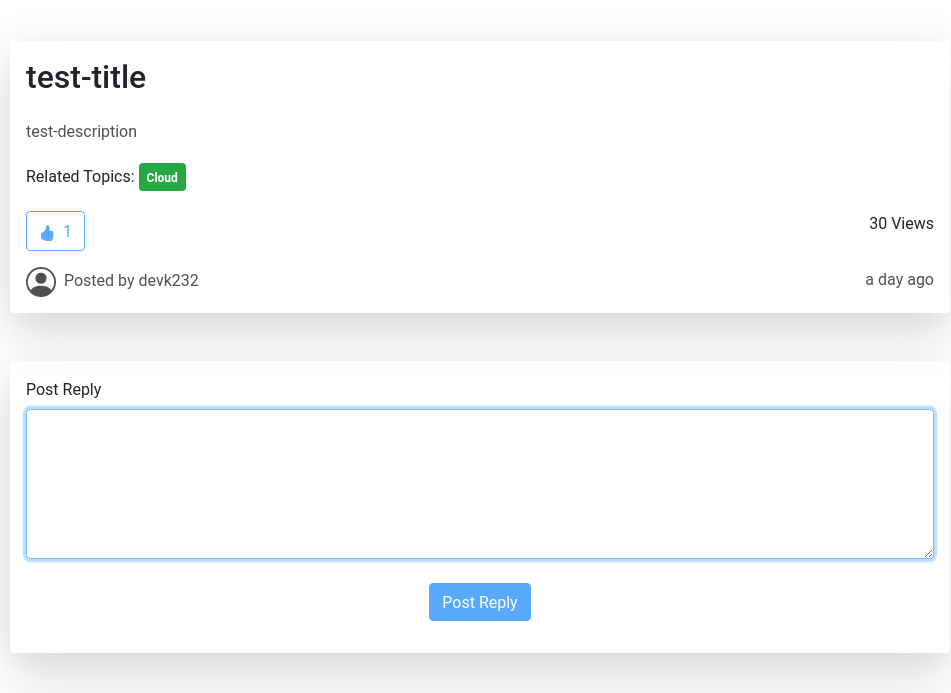 test-title
test-description
Related Topics: Cloud
1
30 Views
Posted by devk232
a day ago
Post Reply
Post Reply